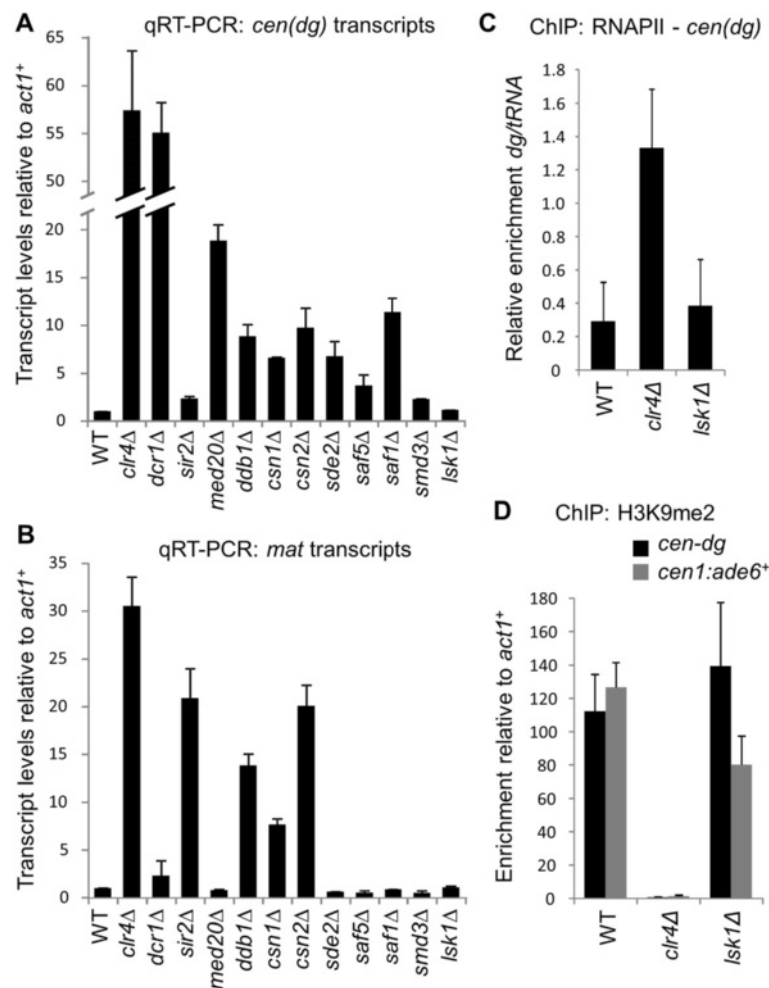 A
qRT-PCR: cen(dg) transcripts
Transcript levels relative to act1⁺
65
60
55
50
20
15
10
5
0
WT
clr4Δ
dcr1Δ
sir2Δ
med20Δ
ddb1Δ
csn1Δ
csn2Δ
sde2Δ
saf5Δ
saf1Δ
smd3Δ
lsk1Δ
B
qRT-PCR: mat transcripts
Transcript levels relative to act1⁺
35
30
25
20
15
10
5
0
WT
clr4Δ
dcr1Δ
sir2Δ
med20Δ
ddb1Δ
csn1Δ
csn2Δ
sde2Δ
saf5Δ
saf1Δ
smd3Δ
lsk1Δ
C
ChIP: RNAPII - cen(dg)
Relative enrichment dg/tRNA
1.8
1.6
1.4
1.2
1.0
0.8
0.6
0.4
0.2
0
WT
clr4Δ
lsk1Δ
D
ChIP: H3K9me2
cen-dg
cen1:ade6⁺
Enrichment relative to act1⁺
180
160
140
120
100
80
60
40
20
0
WT
clr4Δ
lsk1Δ